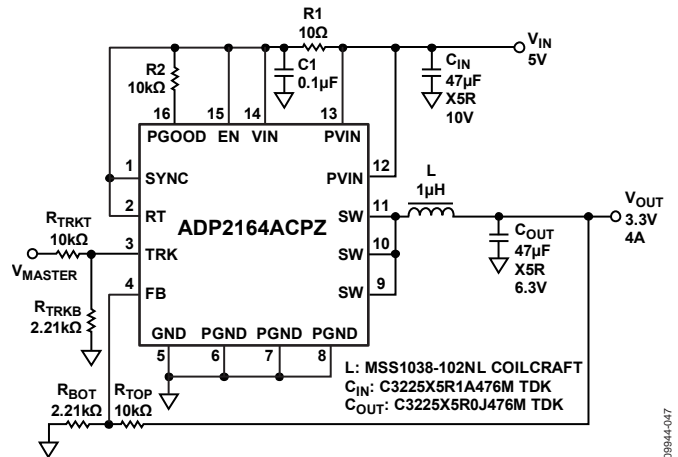 R1
10Ω
VIN
5V
R2
10kΩ
C1
0.1µF
CIN
47µF
X5R
10V
16
15
14
13
PGOOD
EN
VIN
PVIN
1
SYNC
PVIN
12
L
1µH
2
RT
SW
11
VOUT
3.3V
4A
ADP2164ACPZ
RTRKT
10kΩ
VMASTER
3
TRK
SW
10
COUT
47µF
X5R
6.3V
4
FB
SW
9
RTRKB
2.21kΩ
GND
PGND
PGND
PGND
5
6
7
8
L: MSS1038-102NL COILCRAFT
CIN: C3225X5R1A476M TDK
COUT: C3225X5R0J476M TDK
RBOT
2.21kΩ
RTOP
10kΩ
09944-047